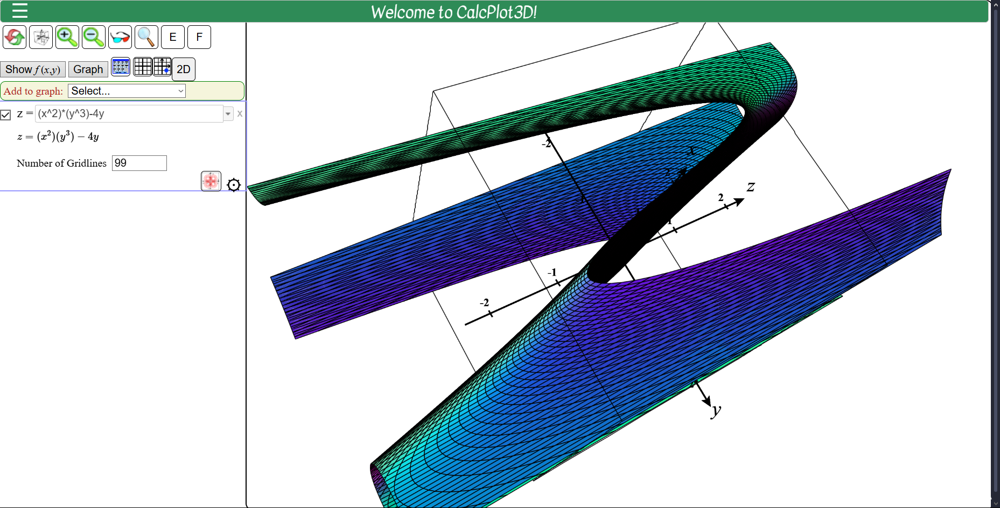 Welcome to CalcPlot3D!
E F
Show f(x,y) Graph 2D
Add to graph: Select...
z = (x^2)*(y^3)-4y x
z = (x²)(y³) − 4y
Number of Gridlines 99
-2
x
2
z
2
1
-1
-2
y